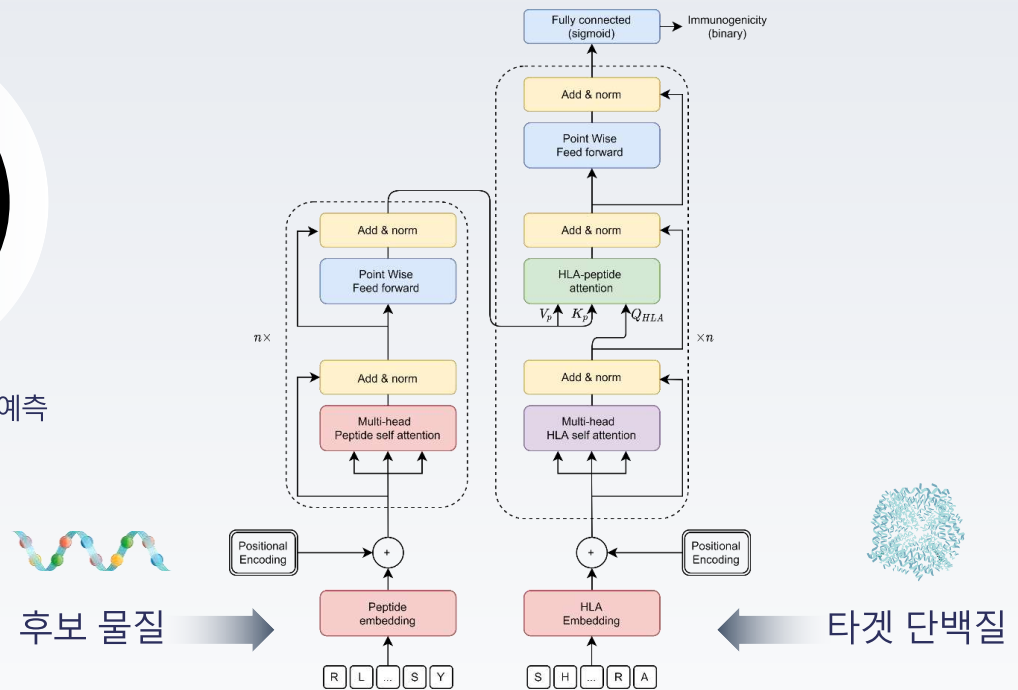 Fully connected
(sigmoid)
Immunogenicity
(binary)
Add & norm
Point Wise
Feed forward
Add & norm
HLA-peptide
attention
V_p
K_p
Q_{HLA}
×n
Add & norm
Multi-head
HLA self attention
Add & norm
Point Wise
Feed forward
n×
Add & norm
Multi-head
Peptide self attention
예측
Positional
Encoding
+
+
Positional
Encoding
후보 물질
Peptide
embedding
HLA
Embedding
타겟 단백질
R L ... S Y
S H ... R A